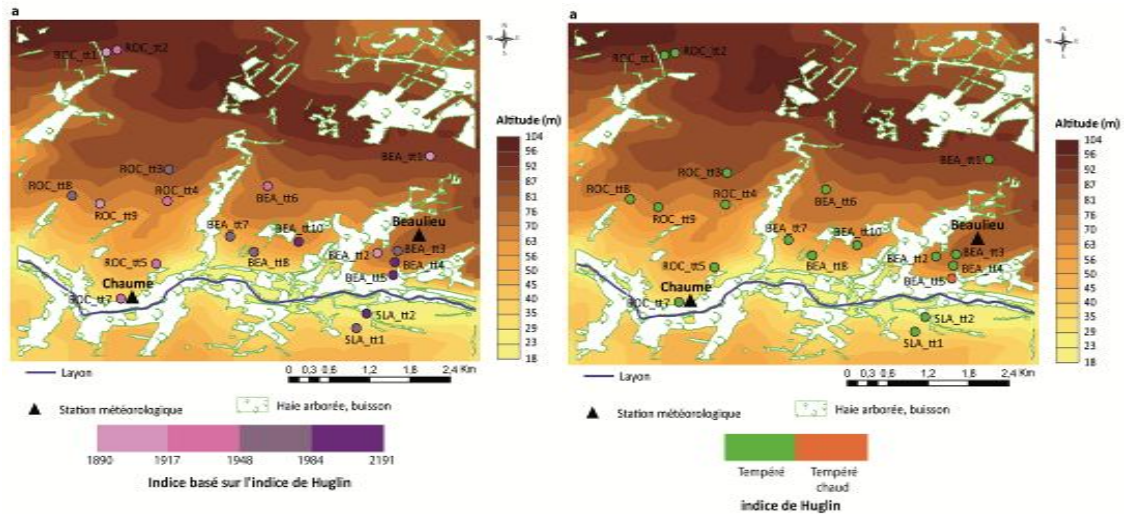 a
ROC_tt1
ROC_tt2
BEA_tt1
ROC_tt3
ROC_tt8
ROC_tt4
ROC_tt9
BEA_tt6
Beaulieu
BEA_tt7
BEA_tt10
BEA_tt2
BEA_tt3
BEA_tt8
BEA_tt4
BEA_tt5
ROC_tt5
Chaume
ROC_tt7
SLA_tt2
SLA_tt1
Altitude (m)
104
96
92
87
81
76
70
63
56
50
45
40
35
29
18
Layon
0 0,3 0,6 1,2 1,8 2,4 Km
Station météorologique
Haie arborée, buisson
1890 1917 1948 1984 2191
Indice basé sur l'indice de Huglin
a
ROC_tt1
ROC_tt2
BEA_tt1
ROC_tt3
ROC_tt8
ROC_tt4
ROC_tt9
BEA_tt6
Beaulieu
BEA_tt7
BEA_tt10
BEA_tt2
BEA_tt3
BEA_tt8
BEA_tt4
BEA_tt5
ROC_tt5
Chaume
ROC_tt7
SLA_tt2
SLA_tt1
Altitude (m)
104
96
92
87
81
76
70
63
56
50
45
40
35
29
18
Layon
0 0,3 0,6 1,2 1,8 2,4 Km
Station météorologique
Haie arborée, buisson
Tempéré
Tempéré
chaud
indice de Huglin